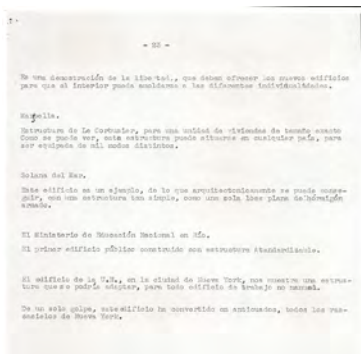 - 53 -
Es una demostración de la libertad., que deben ofrecer los nuevos edificios
para que el interior pueda amoldarse a las diferentes individualidades.
Marsella.
Estructura de Le Corbusier, para una unidad de viviendas de tamaño exacto
Como se puede ver, esta estructura puede situarse en cualquier país, para
ser equipada de mil modos distintos.
Solana del Mar.
Este edificio es un ejemplo, de lo que arquitectonicamente se puede conse-
guir, con una estructura tan simple, como una sola losa plana de hormigón
armado.
El Ministerio de Educación Nacional en Río.
El primer edificio público construido con estructura Standardizable.
El edificio de la U.N., en la ciudad de Nueva York, nos muestra una estruc-
tura que se podría adaptar, para todo edificio de trabajo no manual.
De un solo golpe, este edificio ha convertido en anticuados, todos los ras-
cacielos de Nueva York.